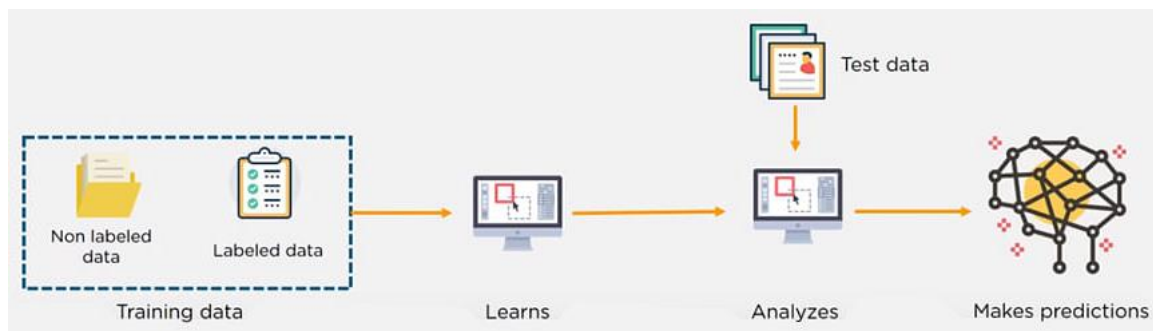 Test data
Non labeled
data
Labeled data
Training data
Learns
Analyzes
Makes predictions